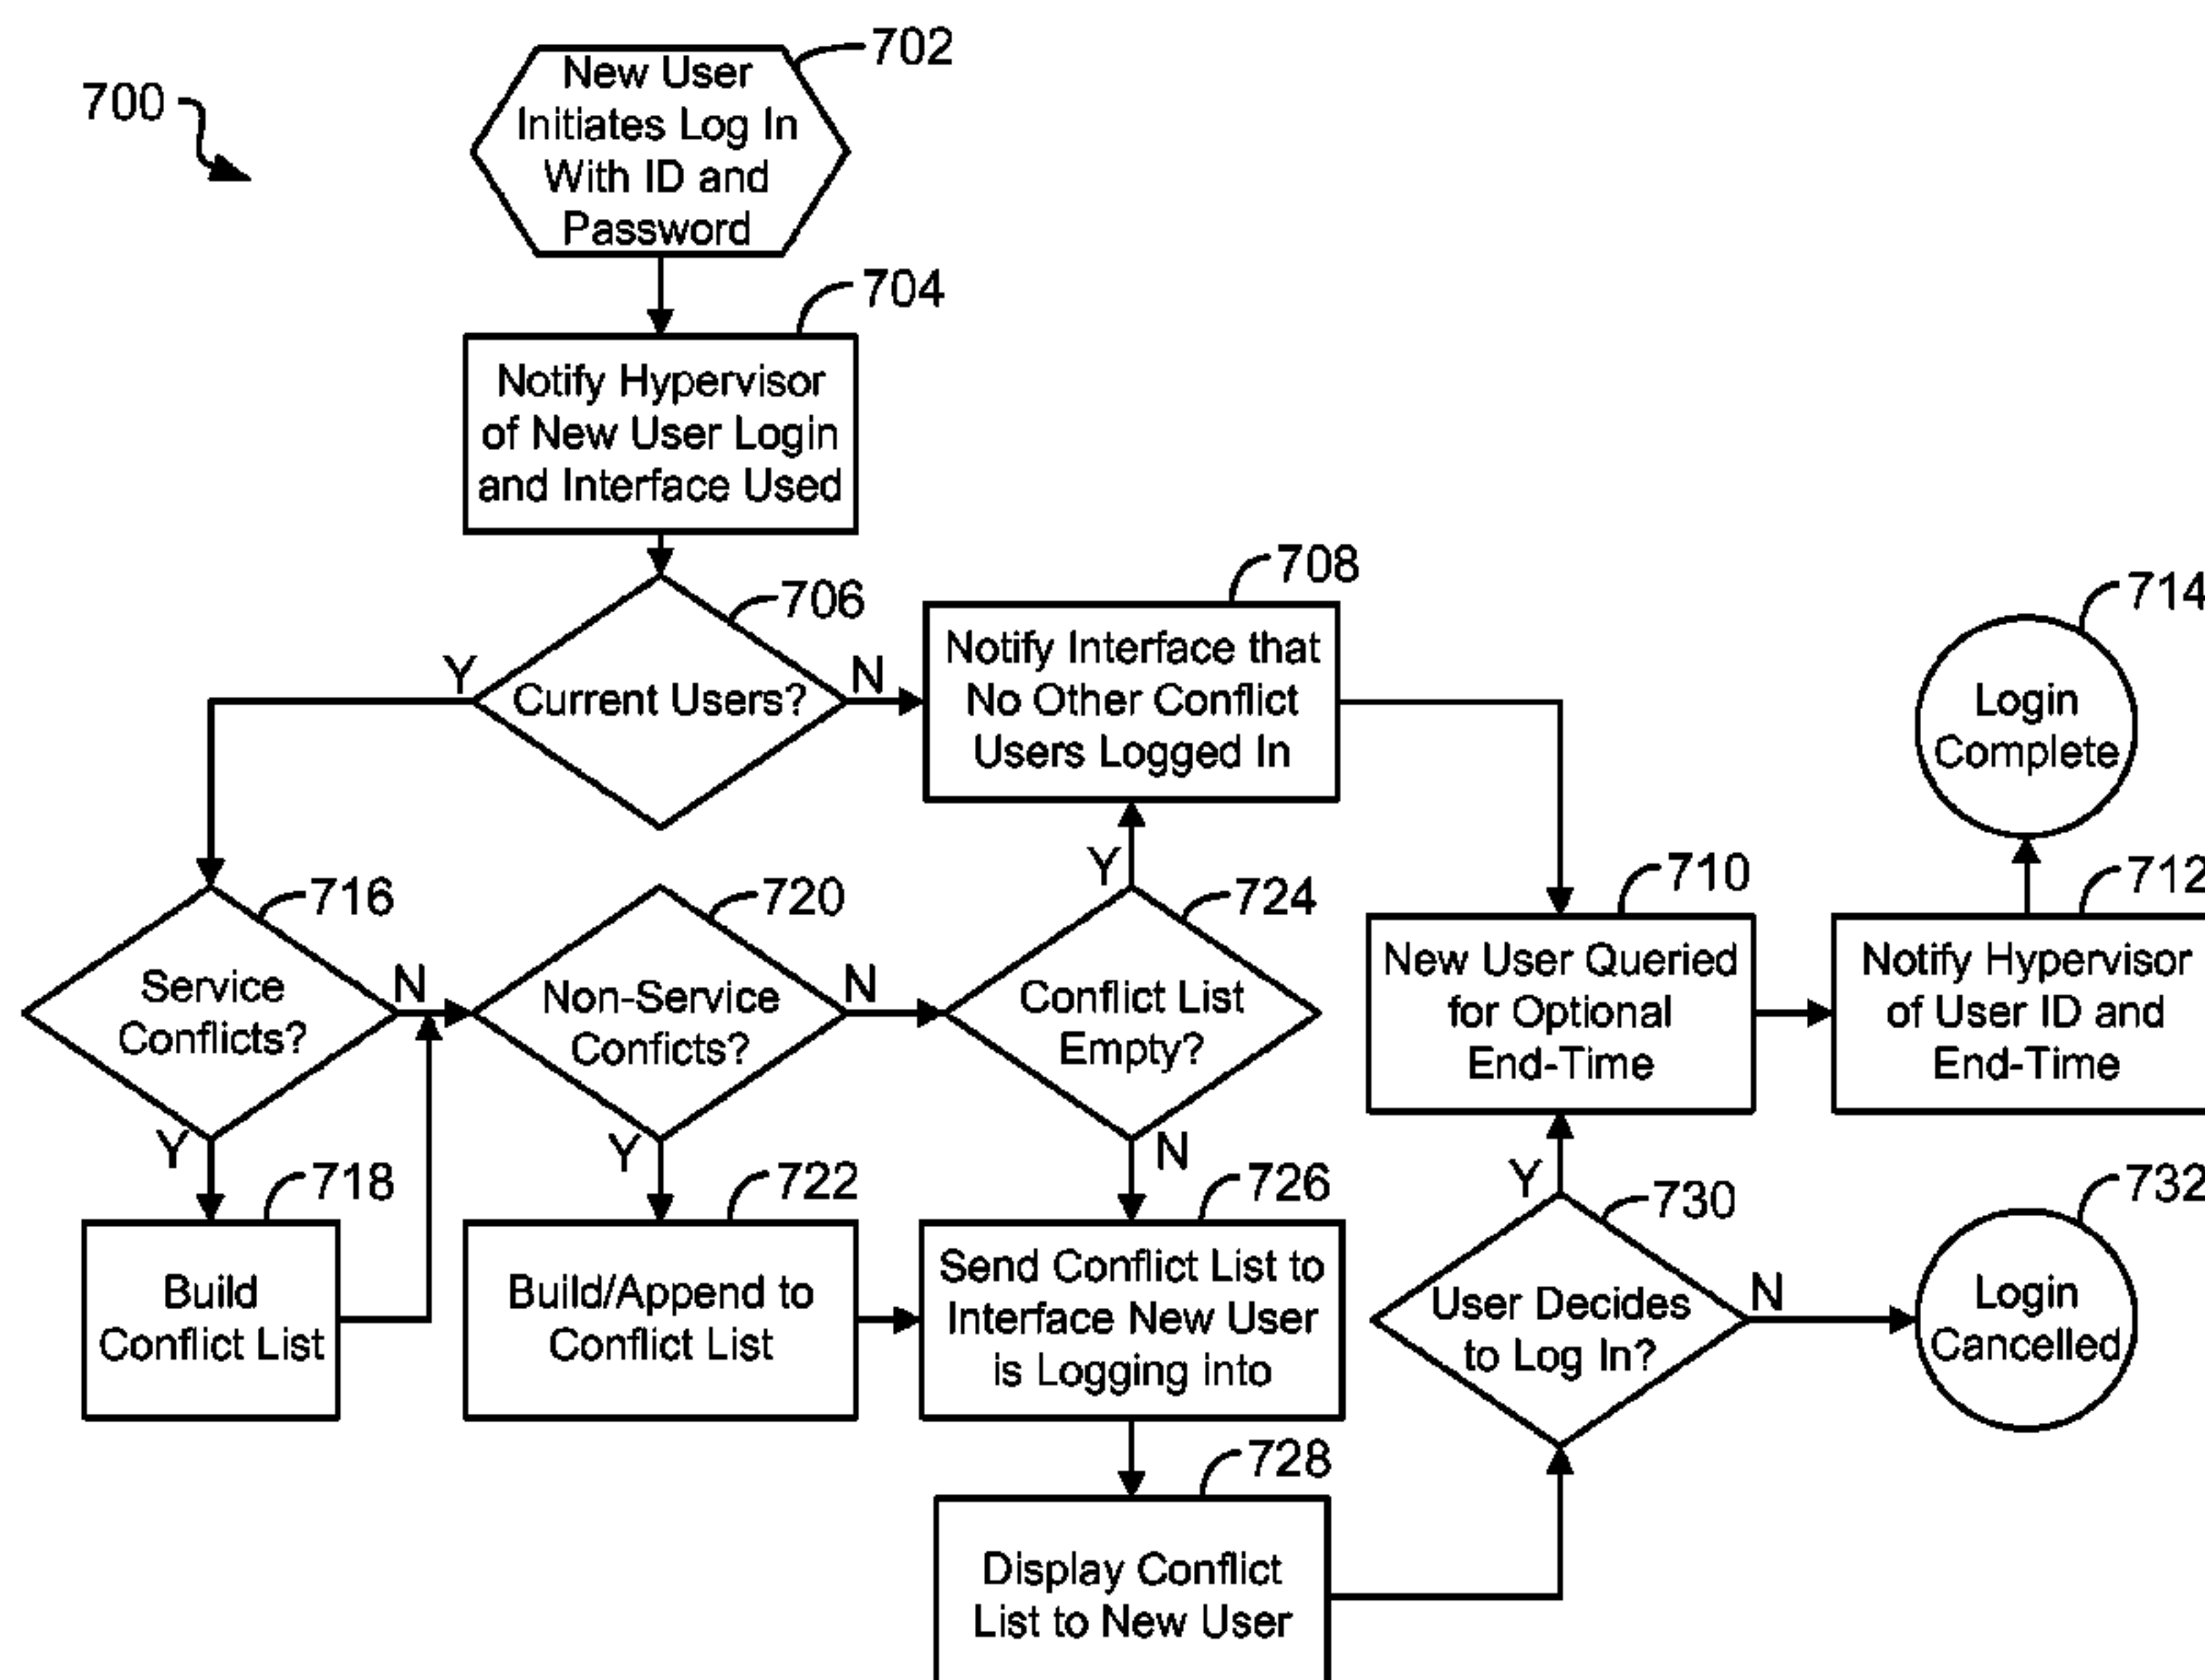 700
702
New User
Initiates Log In
With ID and
Password
704
Notify Hypervisor
of New User Login
and Interface Used
706
Current Users?
Y
N
708
Notify Interface that
No Other Conflict
Users Logged In
714
Login
Complete
716
Service
Conflicts?
N
Y
720
Non-Service
Conficts?
N
Y
724
Y
Conflict List
Empty?
N
710
New User Queried
for Optional
End-Time
712
Notify Hypervisor
of User ID and
End-Time
718
Build
Conflict List
722
Build/Append to
Conflict List
726
Send Conflict List to
Interface New User
is Logging into
730
Y
User Decides
to Log In?
N
732
Login
Cancelled
728
Display Conflict
List to New User